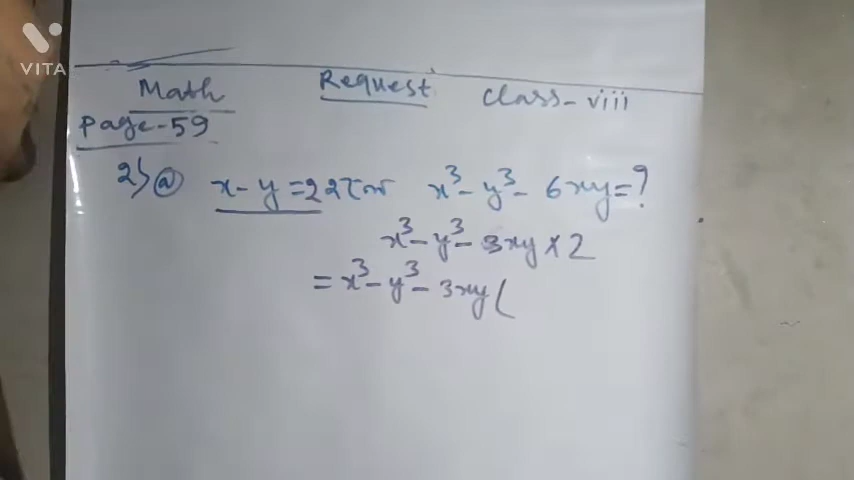 VITA
Math Request Class-viii
Page-59
2) ⓐ x - y = 2 হলে x³ - y³ - 6xy = ?
x³ - y³ - 3xy × 2
= x³ - y³ - 3xy (